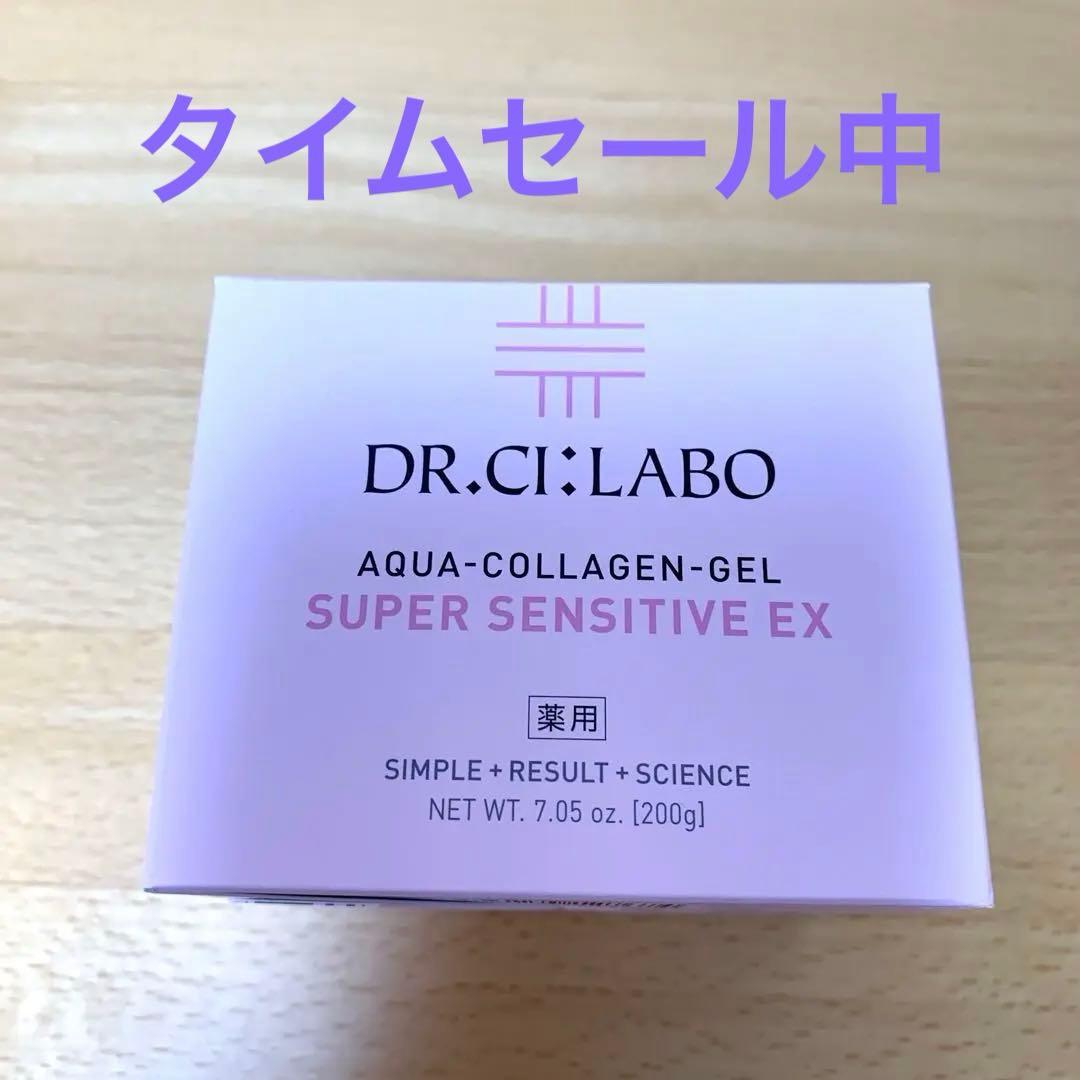 タイムセール中
DR.CI:LABO
AQUA-COLLAGEN-GEL
SUPER SENSITIVE EX
薬用
SIMPLE + RESULT + SCIENCE
NET WT. 7.05 oz. [200g]